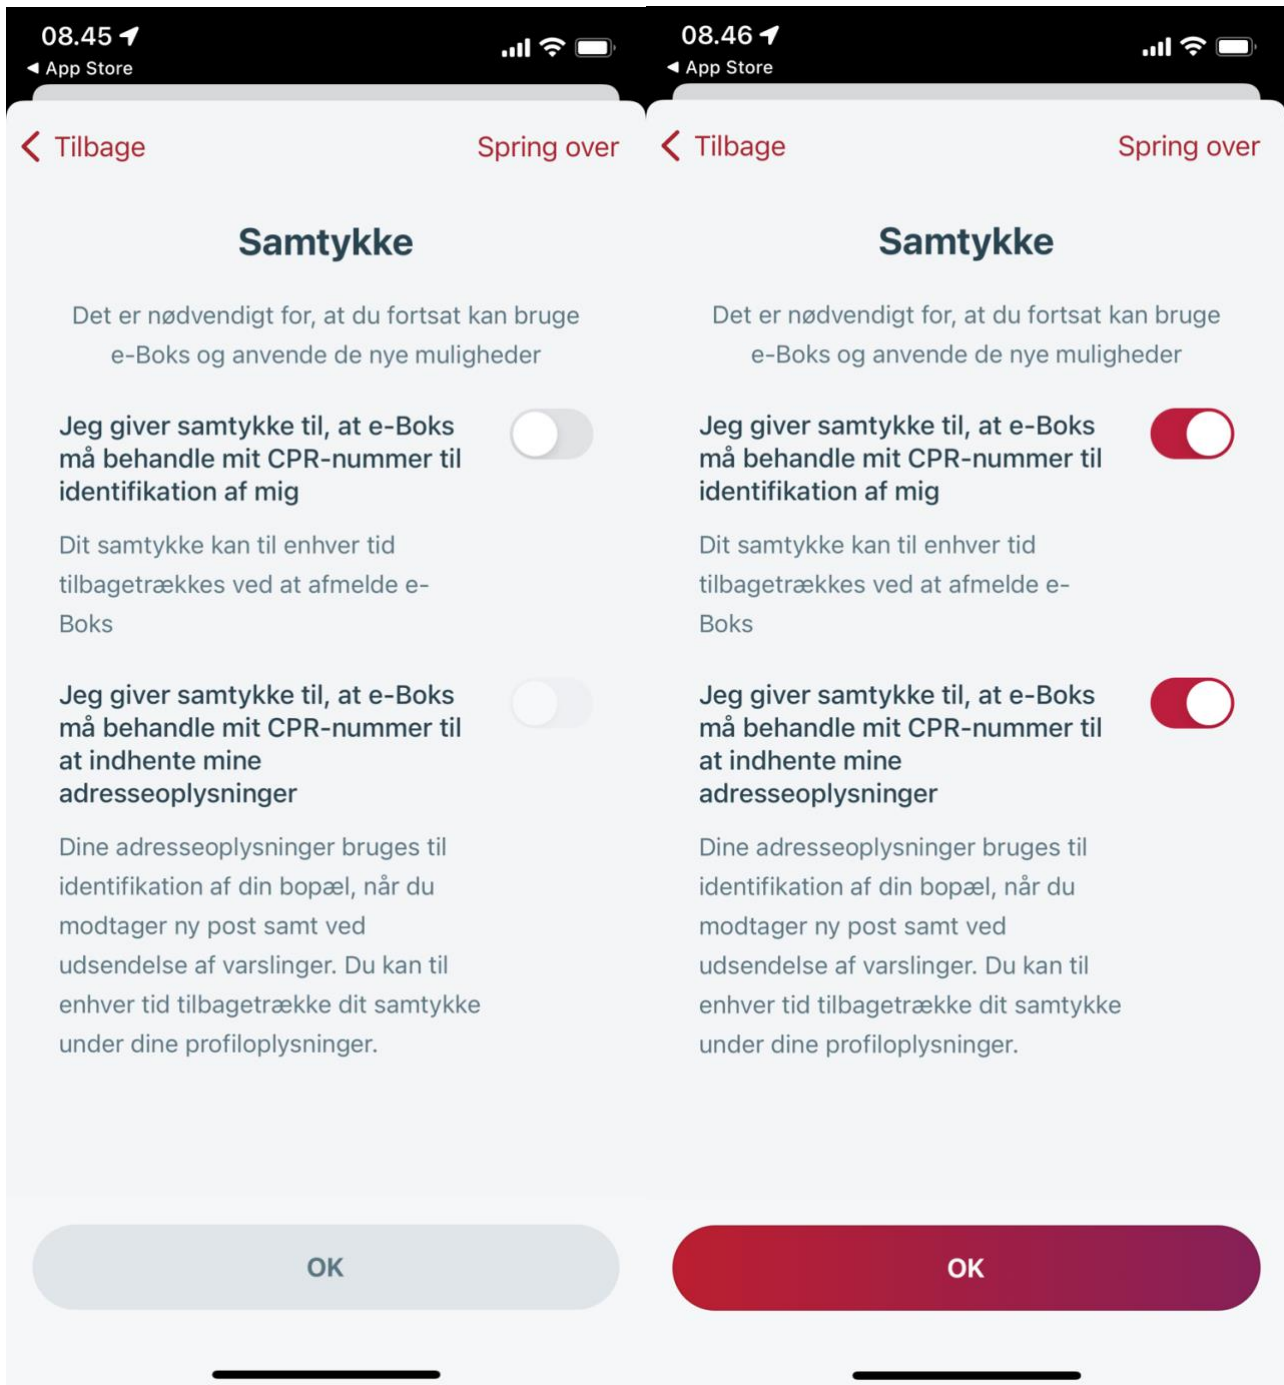 08.45
App Store
Tilbage
Spring over
Samtykke
Det er nødvendigt for, at du fortsat kan bruge
e-Boks og anvende de nye muligheder
Jeg giver samtykke til, at e-Boks
må behandle mit CPR-nummer til
identifikation af mig
Dit samtykke kan til enhver tid
tilbagetrækkes ved at afmelde e-
Boks
Jeg giver samtykke til, at e-Boks
må behandle mit CPR-nummer til
at indhente mine
adresseoplysninger
Dine adresseoplysninger bruges til
identifikation af din bopæl, når du
modtager ny post samt ved
udsendelse af varslinger. Du kan til
enhver tid tilbagetrække dit samtykke
under dine profiloplysninger.
OK
08.46
App Store
Tilbage
Spring over
Samtykke
Det er nødvendigt for, at du fortsat kan bruge
e-Boks og anvende de nye muligheder
Jeg giver samtykke til, at e-Boks
må behandle mit CPR-nummer til
identifikation af mig
Dit samtykke kan til enhver tid
tilbagetrækkes ved at afmelde e-
Boks
Jeg giver samtykke til, at e-Boks
må behandle mit CPR-nummer til
at indhente mine
adresseoplysninger
Dine adresseoplysninger bruges til
identifikation af din bopæl, når du
modtager ny post samt ved
udsendelse af varslinger. Du kan til
enhver tid tilbagetrække dit samtykke
under dine profiloplysninger.
OK